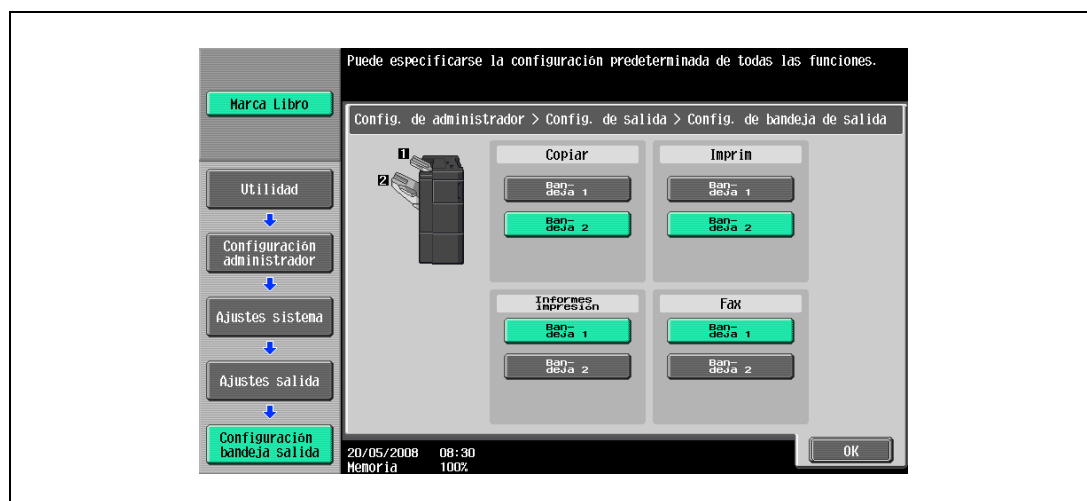 Puede especificarse la configuración predeterminada de todas las funciones.
Marca Libro
Config. de administrador > Config. de salida > Config. de bandeja de salida
1
2
Copiar
Ban-
deja 1
Ban-
deja 2
Imprim
Ban-
deja 1
Ban-
deja 2
Informes
impresión
Ban-
deja 1
Ban-
deja 2
Fax
Ban-
deja 1
Ban-
deja 2
Utilidad
Configuración
administrador
Ajustes sistema
Ajustes salida
Configuración
bandeja salida
20/05/2008 08:30
Memoria 100%
OK